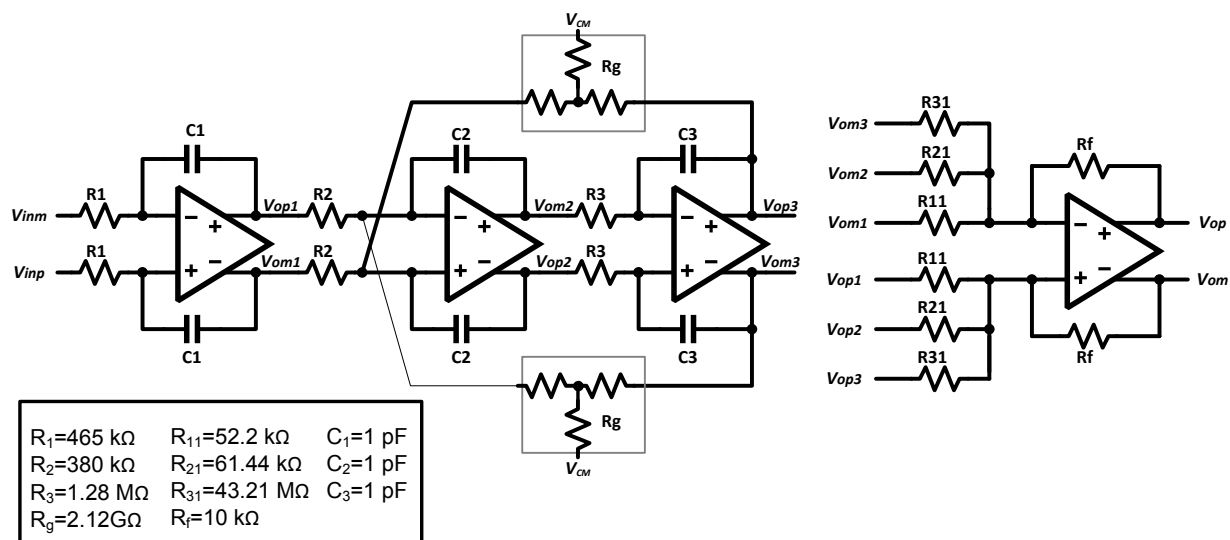 VCM
Rg
R31
Vom3
C1
C2
C3
R21
Rf
Vom2
R1
R2
R3
R11
Vinm
Vop1
Vom2
Vop3
Vom1
Vop
R1
R2
R3
R11
Vinp
Vom1
Vop2
Vom3
Vop1
Vom
R21
C1
C2
C3
Vop2
Rf
R31
Vop3
Rg
VCM
R1=465 kΩ R11=52.2 kΩ C1=1 pF
R2=380 kΩ R21=61.44 kΩ C2=1 pF
R3=1.28 MΩ R31=43.21 MΩ C3=1 pF
Rg=2.12GΩ Rf=10 kΩ